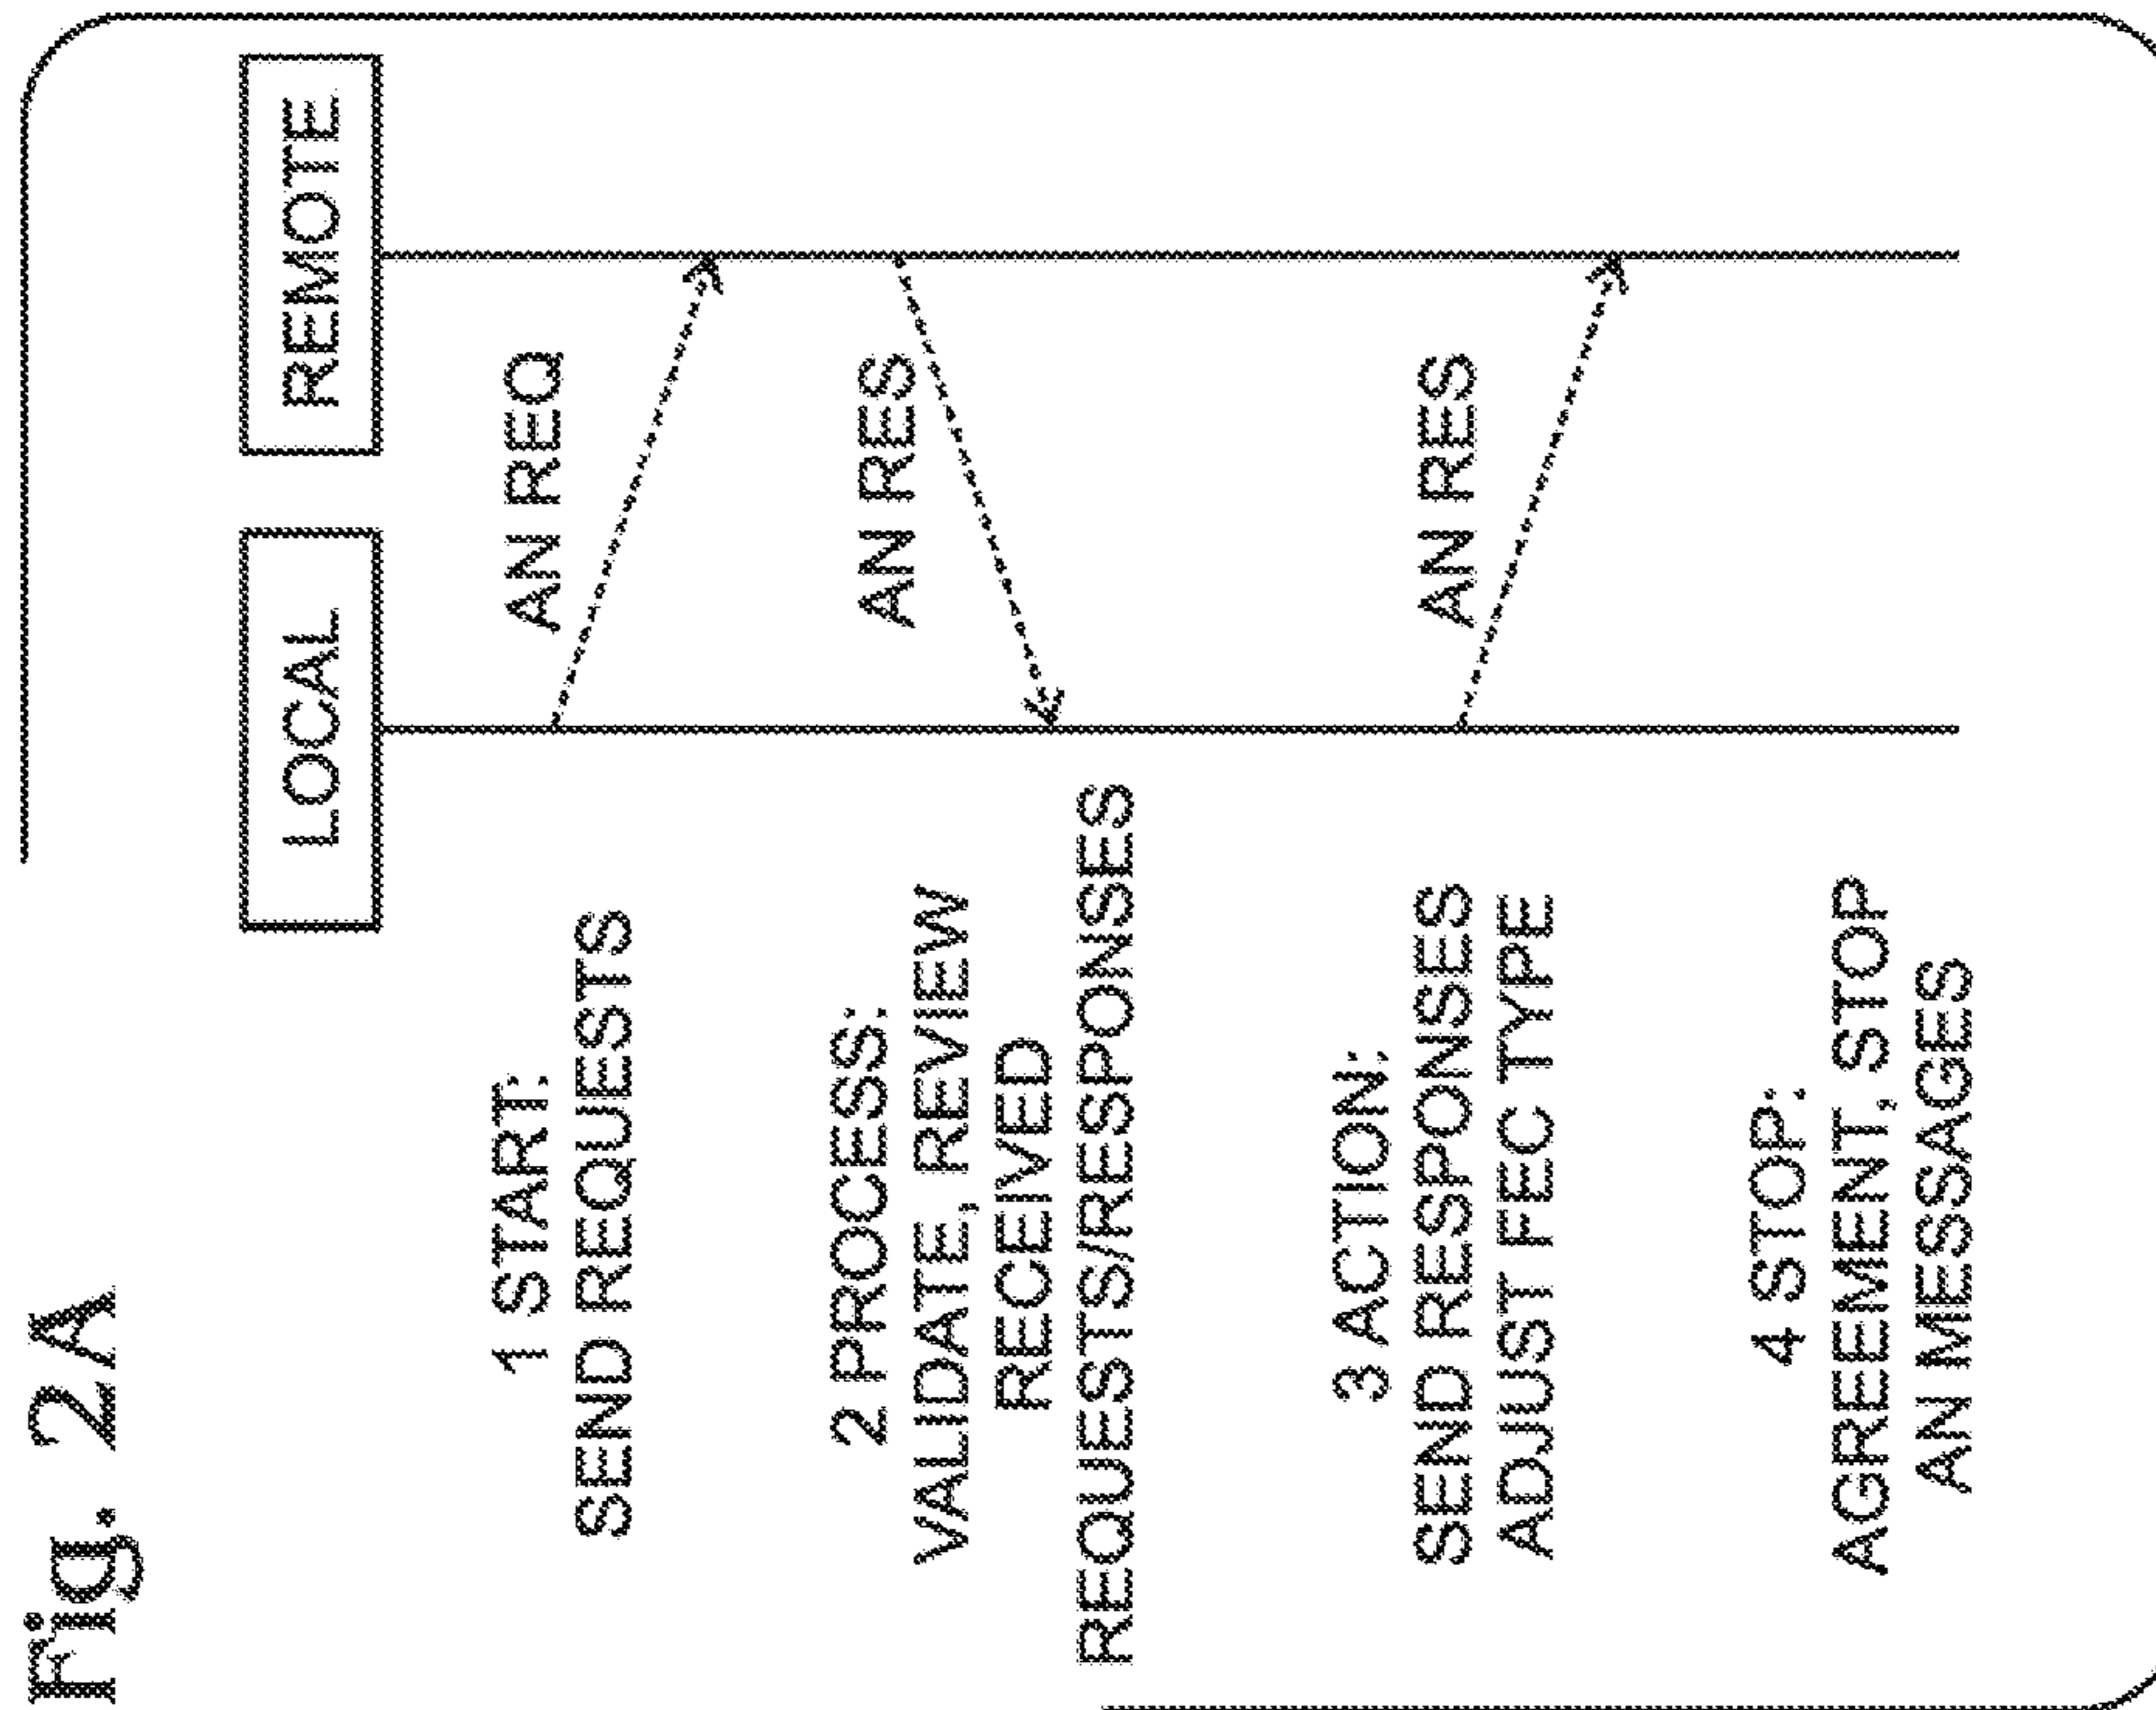 Fig. 2A
LOCAL
REMOTE
1 START:
SEND REQUESTS
AN REQ
2 PROCESS:
VALIDATE, REVIEW
RECEIVED
REQUESTS/RESPONSES
AN RES
3 ACTION:
SEND RESPONSES
ADJUST FEC TYPE
AN RES
4 STOP:
AGREEMENT, STOP
AN MESSAGES